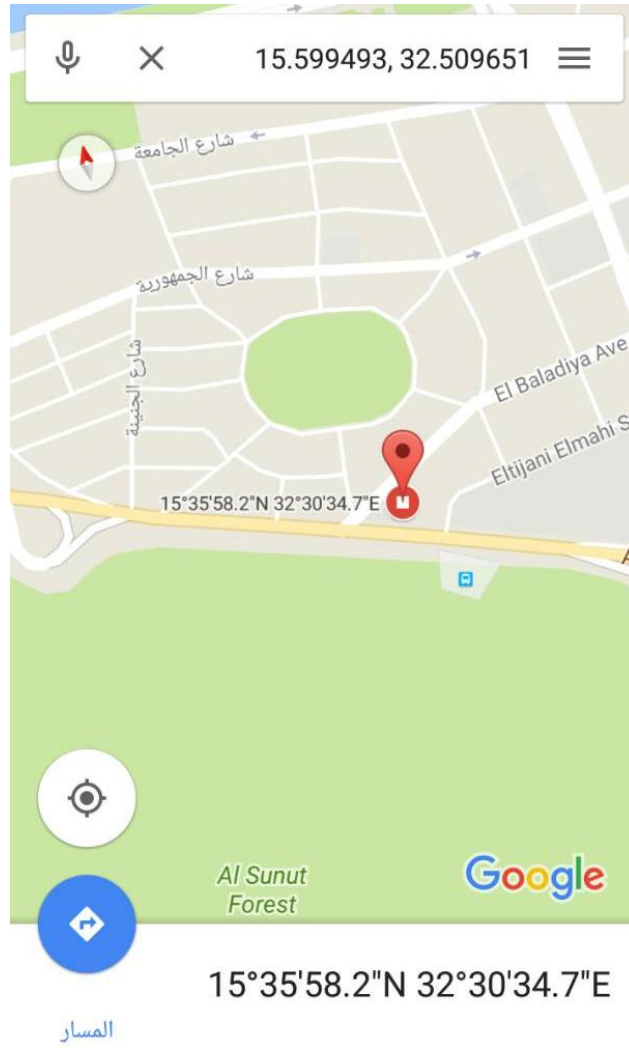 15.599493, 32.509651
شارع الجامعة
شارع الجمهورية
شارع الجنينة
El Baladiya Ave
Eltijani Elmahi S
15°35'58.2"N 32°30'34.7"E
Al Sunut
Forest
Google
15°35'58.2"N 32°30'34.7"E
المسار